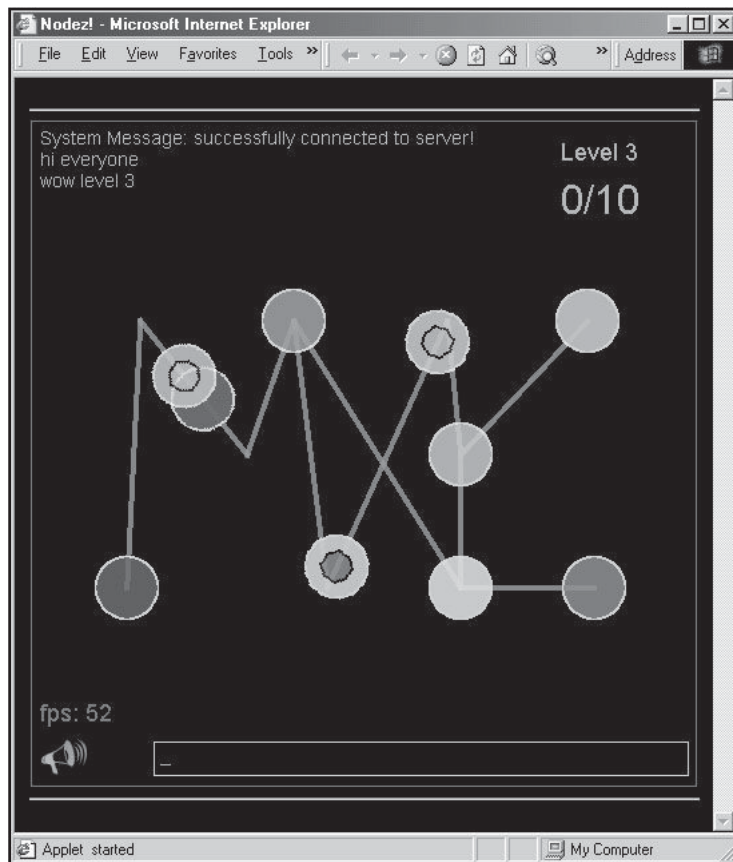 Nodez! - Microsoft Internet Explorer
File Edit View Favorites Tools » » Address
System Message: successfully connected to server!
hi everyone
wow level 3
Level 3
0/10
fps: 52
_
Applet started My Computer